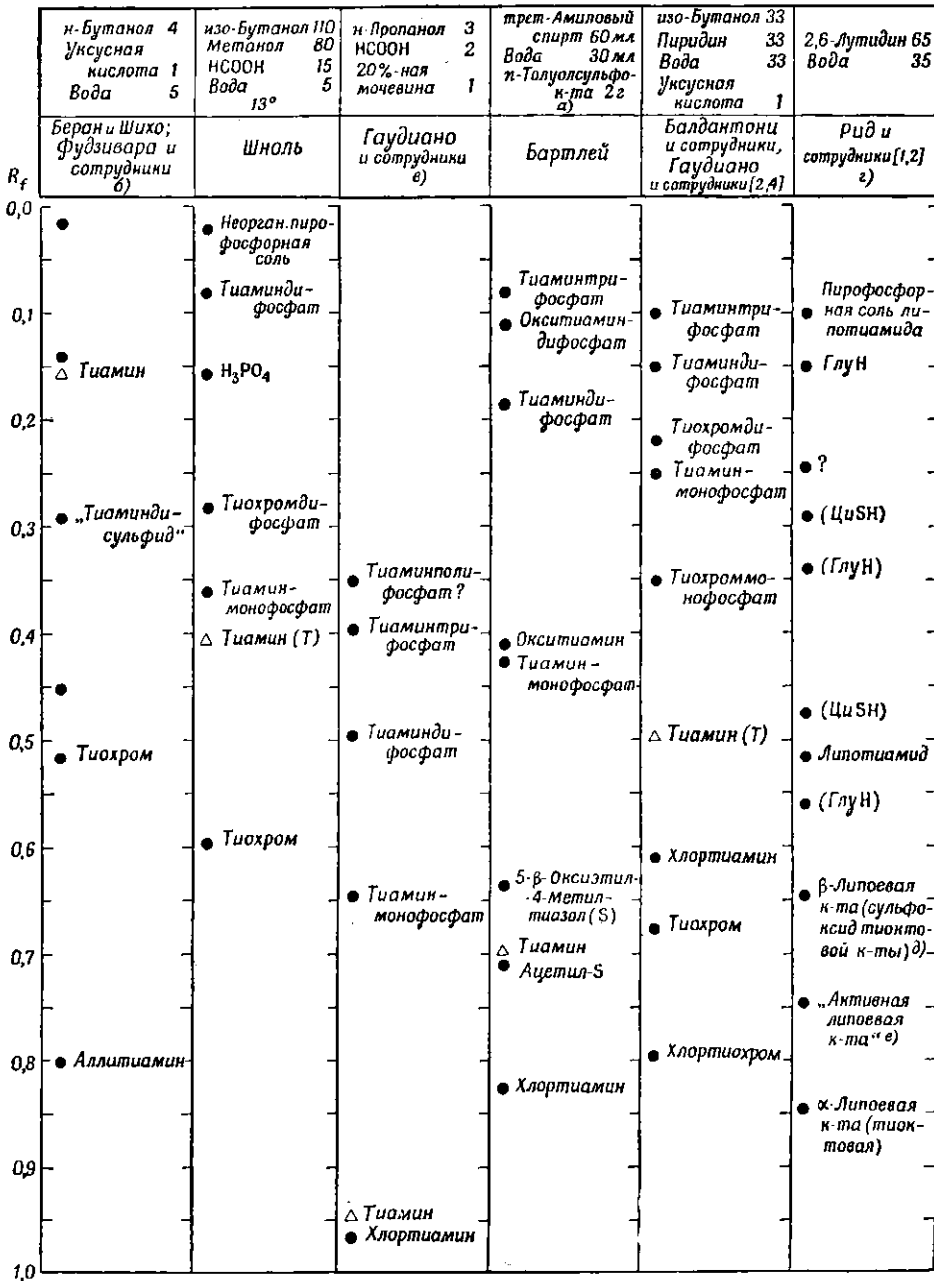 н-Бутанол 4
Уксусная
кислота 1
Вода 5
изо-Бутанол 110
Метанол 80
HCOOH 15
Вода 5
13°
н-Пропанол 3
HCOOH 2
20%-ная
мочевина 1
трет-Амиловый
спирт 60 мл
Вода 30 мл
п-Толуолсульфо-
к-та 2 г
а)
изо-Бутанол 33
Пиридин 33
Вода 33
Уксусная
кислота 1
2,6-Лутидин 65
Вода 35
Беран и Шихо;
Фудзивара и
сотрудники
б)
Шноль
Гаудиано
и сотрудники
в)
Бартлей
Балдантони
и сотрудники,
Гаудиано
и сотрудники [2,4]
Рид и
сотрудники [1,2]
г)
Rf
0,0
0,1
0,2
0,3
0,4
0,5
0,6
0,7
0,8
0,9
1,0
Тиамин
„Тиаминди-
сульфид"
Тиохром
Аллитиамин
Неорган. пиро-
фосфорная
соль
Тиаминди-
фосфат
H₃PO₄
Тиохромди-
фосфат
Тиамин-
монофосфат
Тиамин (Т)
Тиохром
Тиаминполи-
фосфат?
Тиаминтри-
фосфат
Тиаминди-
фосфат
Тиамин-
монофосфат
Тиамин
Хлортиамин
Тиаминтри-
фосфат
Окситиамин-
дифосфат
Тиаминди-
фосфат
Окситиамин
Тиамин-
монофосфат
5-β-Оксиэтил-
-4-метил-
тиазол (S)
Тиамин
Ацетил-S
Хлортиамин
Тиаминтри-
фосфат
Тиаминди-
фосфат
Тиохромди-
фосфат
Тиамин-
монофосфат
Тиохроммо-
нофосфат
Тиамин (Т)
Хлортиамин
Тиохром
Хлортиохром
Пирофосфор-
ная соль ли-
потиамида
ГлуН
?
(ЦиSH)
(ГлуН)
(ЦиSH)
Липотиамид
(ГлуН)
β-Липоевая
к-та (сульфо-
ксид тиокто-
вой к-ты) д)
„Активная
липоевая
к-та" е)
α-Липоевая
к-та (тиок-
товая)